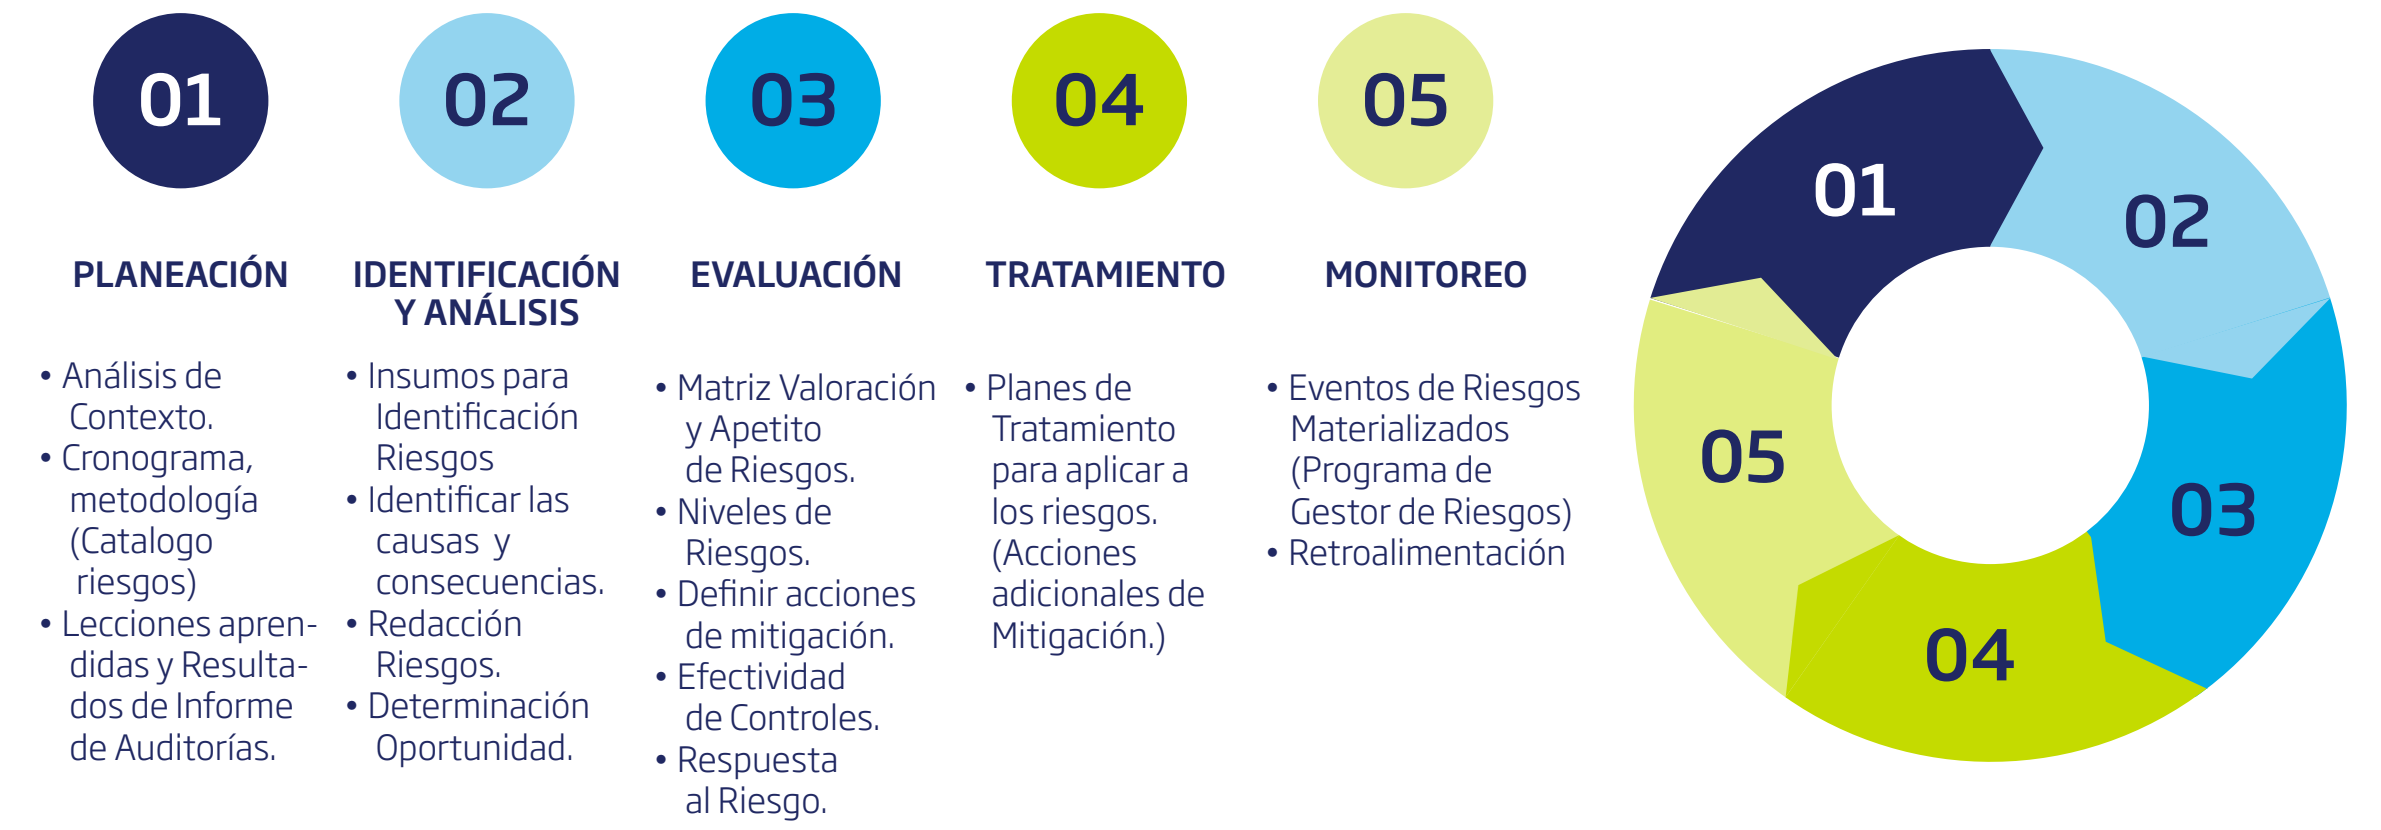 01
PLANEACIÓN
• Análisis de
Contexto.
• Cronograma,
metodología
(Catalogo
riesgos)
• Lecciones apren-
didas y Resulta-
dos de Informe
de Auditorías.
02
IDENTIFICACIÓN
Y ANÁLISIS
• Insumos para
Identificación
Riesgos
• Identificar las
causas y
consecuencias.
• Redacción
Riesgos.
• Determinación
Oportunidad.
03
EVALUACIÓN
• Matriz Valoración
y Apetito
de Riesgos.
• Niveles de
Riesgos.
• Definir acciones
de mitigación.
• Efectividad
de Controles.
• Respuesta
al Riesgo.
04
TRATAMIENTO
• Planes de
Tratamiento
para aplicar a
los riesgos.
(Acciones
adicionales de
Mitigación.)
05
MONITOREO
• Eventos de Riesgos
Materializados
(Programa de
Gestor de Riesgos)
• Retroalimentación
01
02
03
04
05